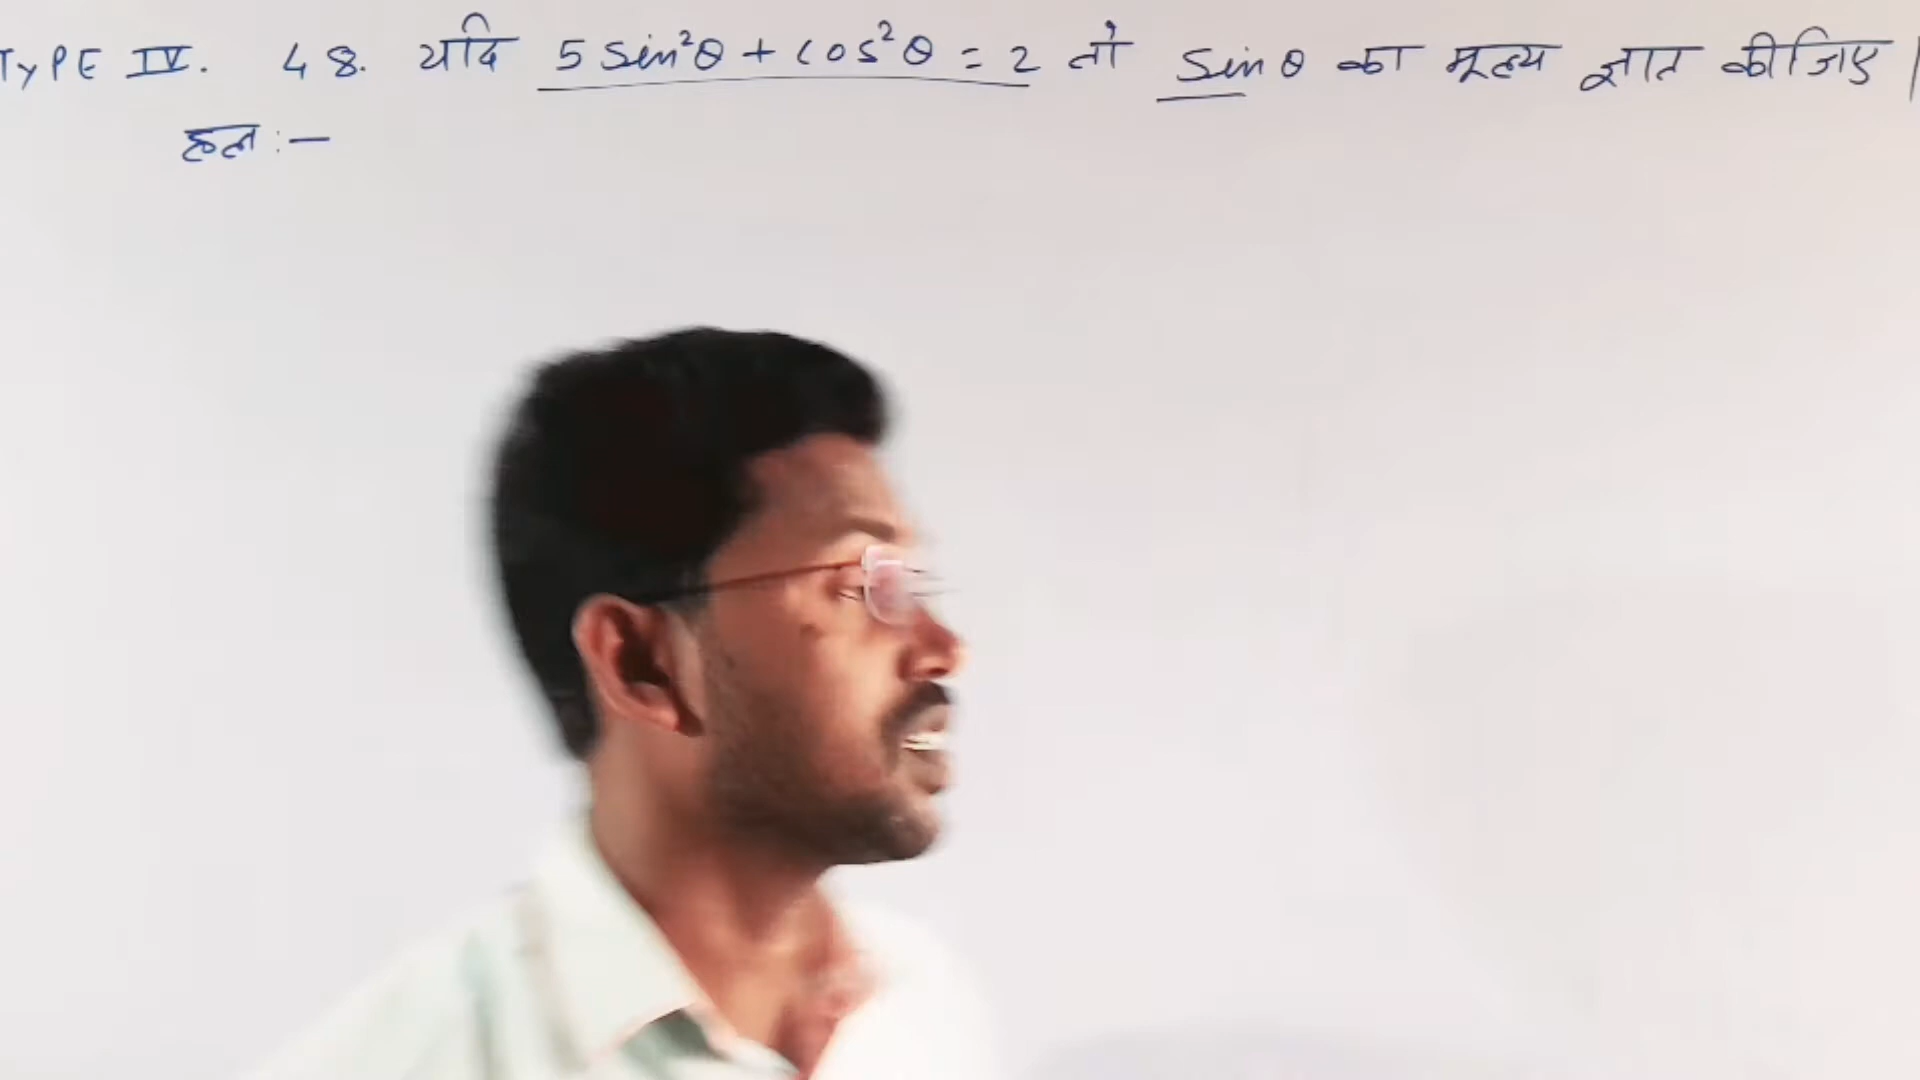 TYPE IV. 48. यदि 5 sin²θ + cos²θ = 2 तो sinθ का मूल्य ज्ञात कीजिए |
हल :—